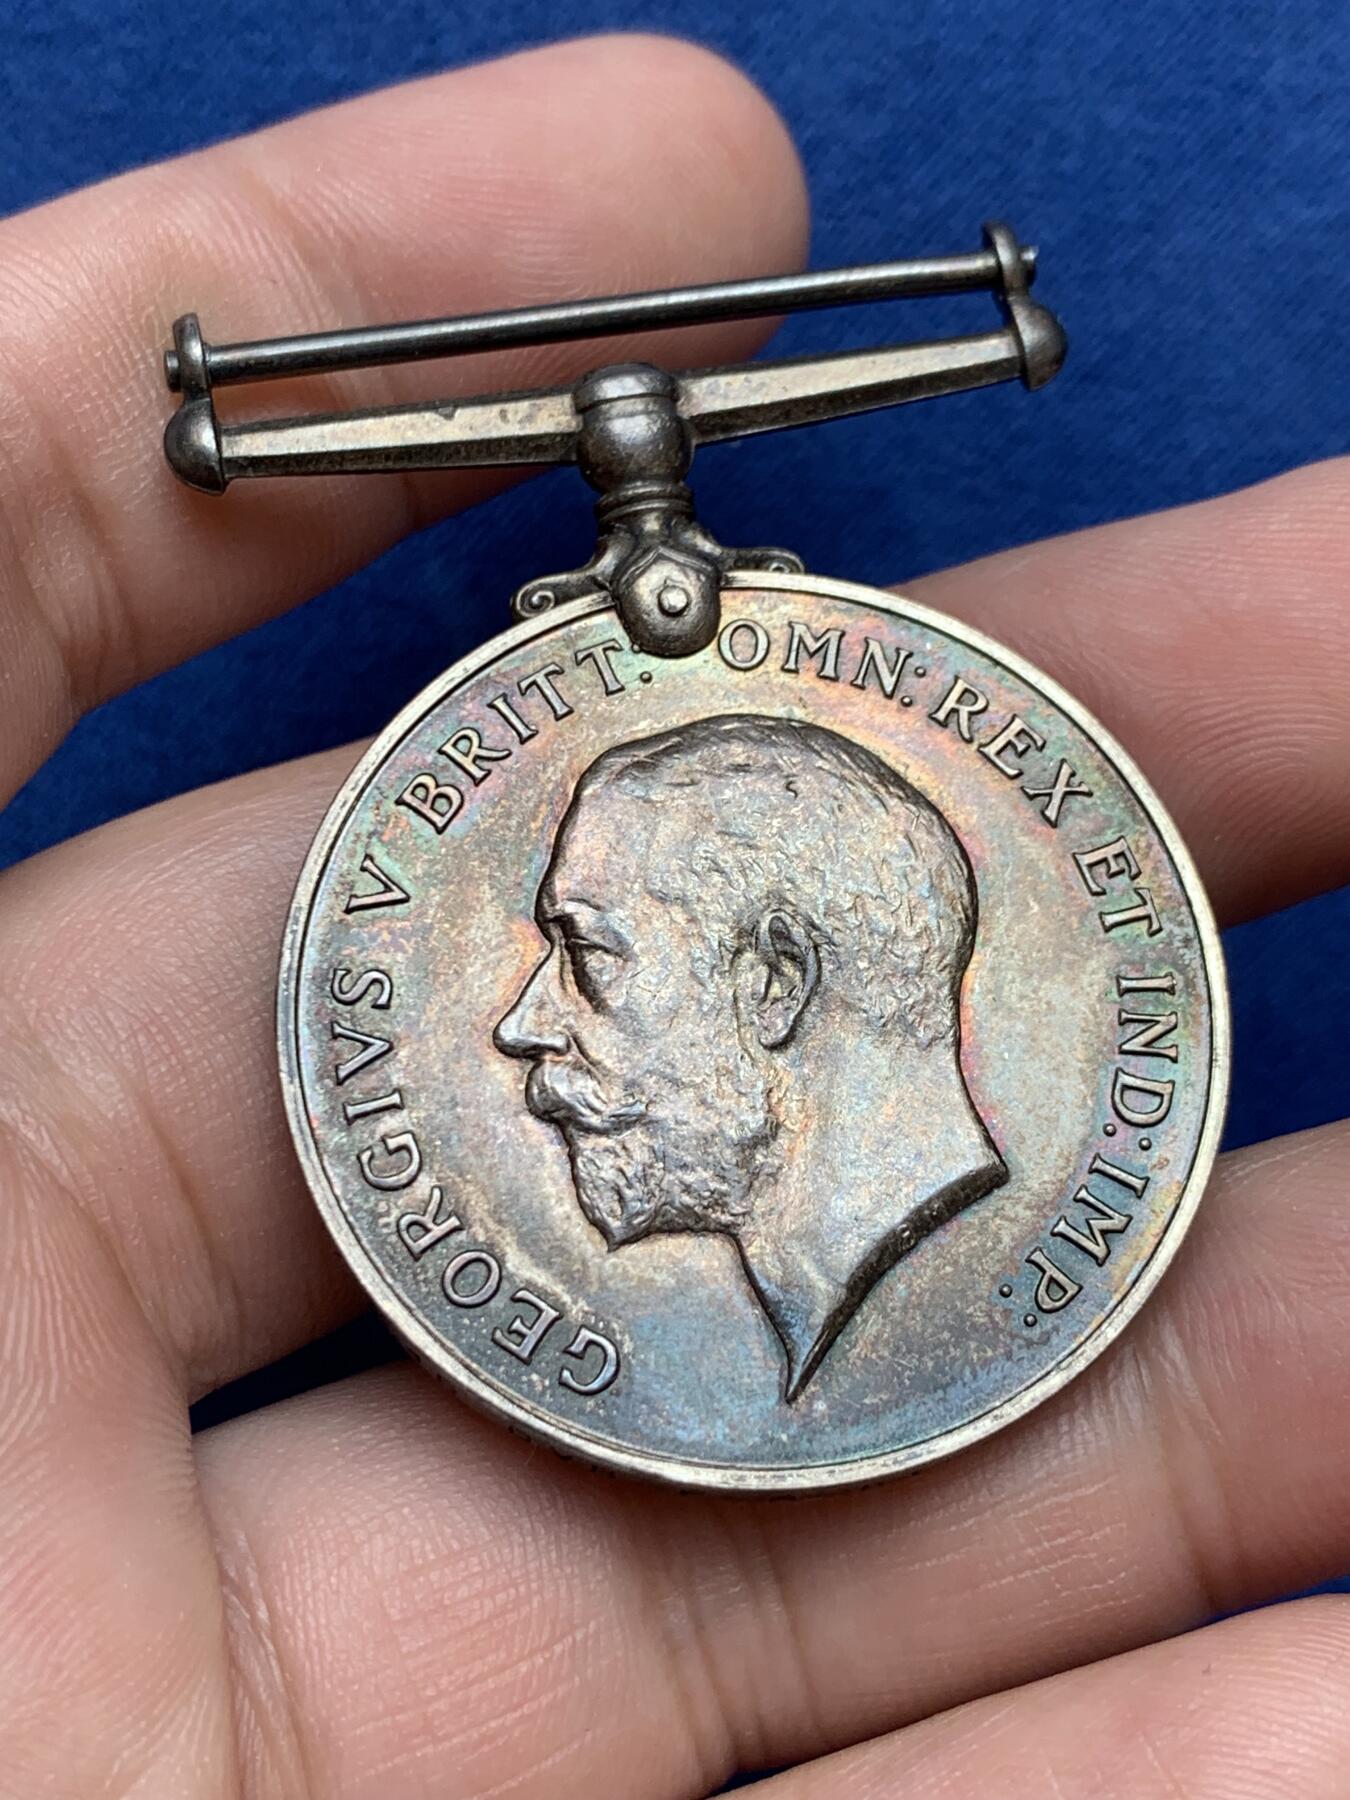 GEORGIVS V BRITT: OMN: REX ET IND: IMP: